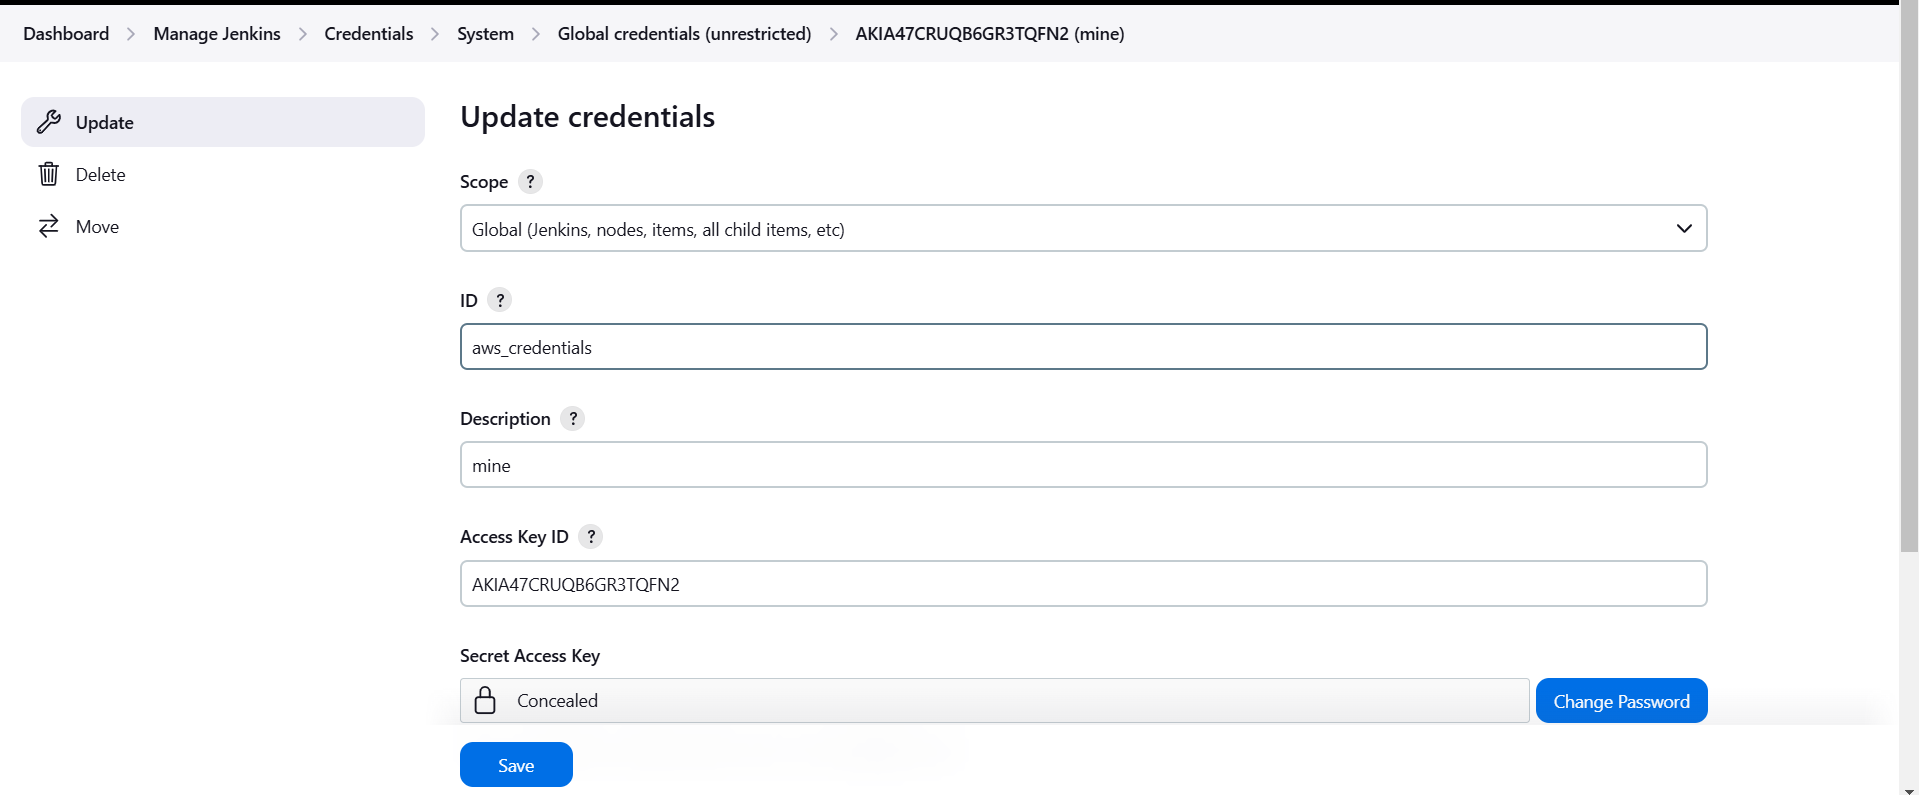 Dashboard > Manage Jenkins > Credentials > System > Global credentials (unrestricted) > AKIA47CRUQB6GR3TQFN2 (mine)
Update
Delete
Move
Update credentials
Scope ?
Global (Jenkins, nodes, items, all child items, etc)
ID ?
aws_credentials
Description ?
mine
Access Key ID ?
AKIA47CRUQB6GR3TQFN2
Secret Access Key
Concealed
Change Password
Save